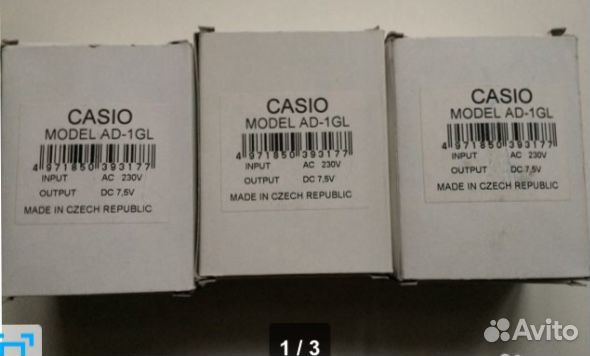 CASIO
MODEL AD-1GL
4 971850 393177
INPUT AC 230V
OUTPUT DC 7,5V
MADE IN CZECH REPUBLIC
CASIO
MODEL AD-1GL
4 971850 393177
INPUT AC 230V
OUTPUT DC 7,5V
MADE IN CZECH REPUBLIC
CASIO
MODEL AD-1GL
4 971850 393177
INPUT AC 230V
OUTPUT DC 7,5V
MADE IN CZECH REPUBLIC
1 / 3
Avito